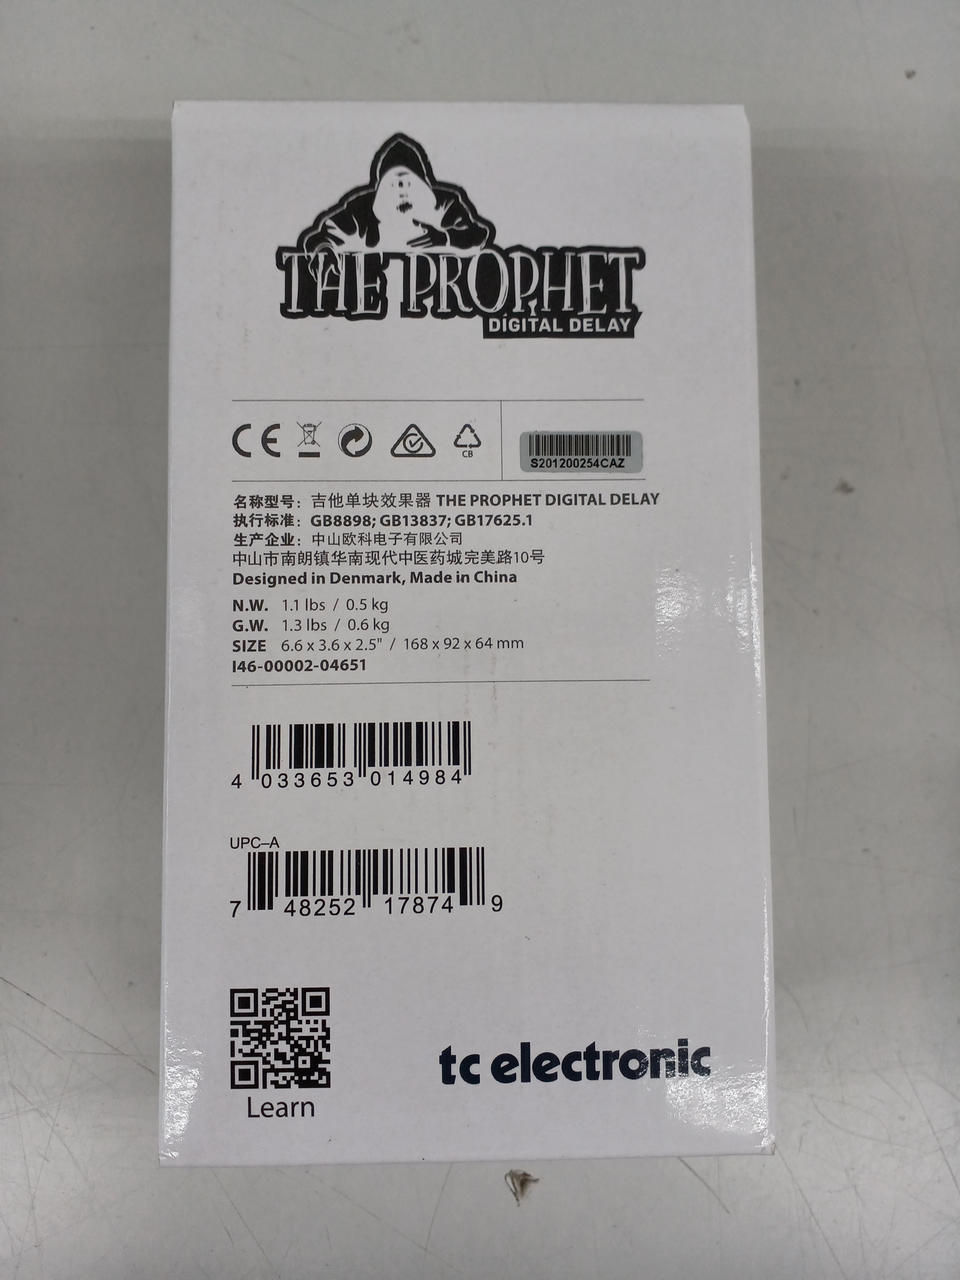 THE PROPHET
DIGITAL DELAY
CE
CB
S201200254CAZ
名称型号：吉他单块效果器 THE PROPHET DIGITAL DELAY
执行标准：GB8898; GB13837; GB17625.1
生产企业：中山欧科电子有限公司
中山市南朗镇华南现代中医药城完美路10号
Designed in Denmark, Made in China
N.W. 1.1 lbs / 0.5 kg
G.W. 1.3 lbs / 0.6 kg
SIZE 6.6 x 3.6 x 2.5" / 168 x 92 x 64 mm
I46-00002-04651
4 033653 014984
UPC–A
7 48252 17874 9
Learn
tc electronic